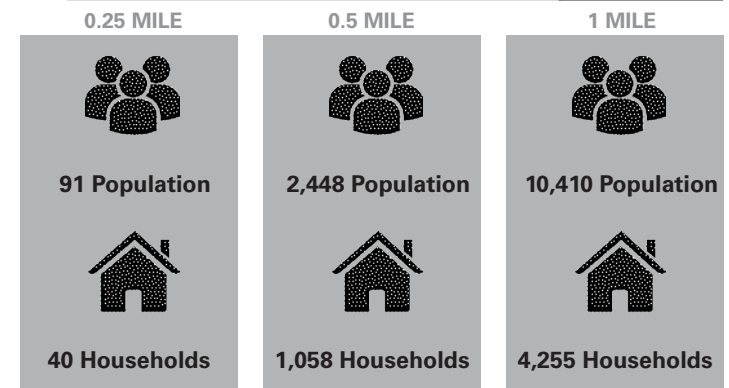 0.25 MILE
91 Population
40 Households
0.5 MILE
2,448 Population
1,058 Households
1 MILE
10,410 Population
4,255 Households